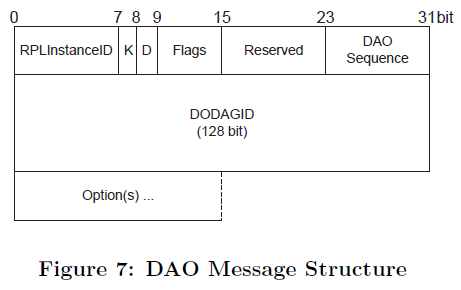 0 7 8 9 15 23 31bit
RPLInstanceID K D Flags Reserved DAO
Sequence
DODAGID
(128 bit)
Option(s) ...
Figure 7: DAO Message Structure